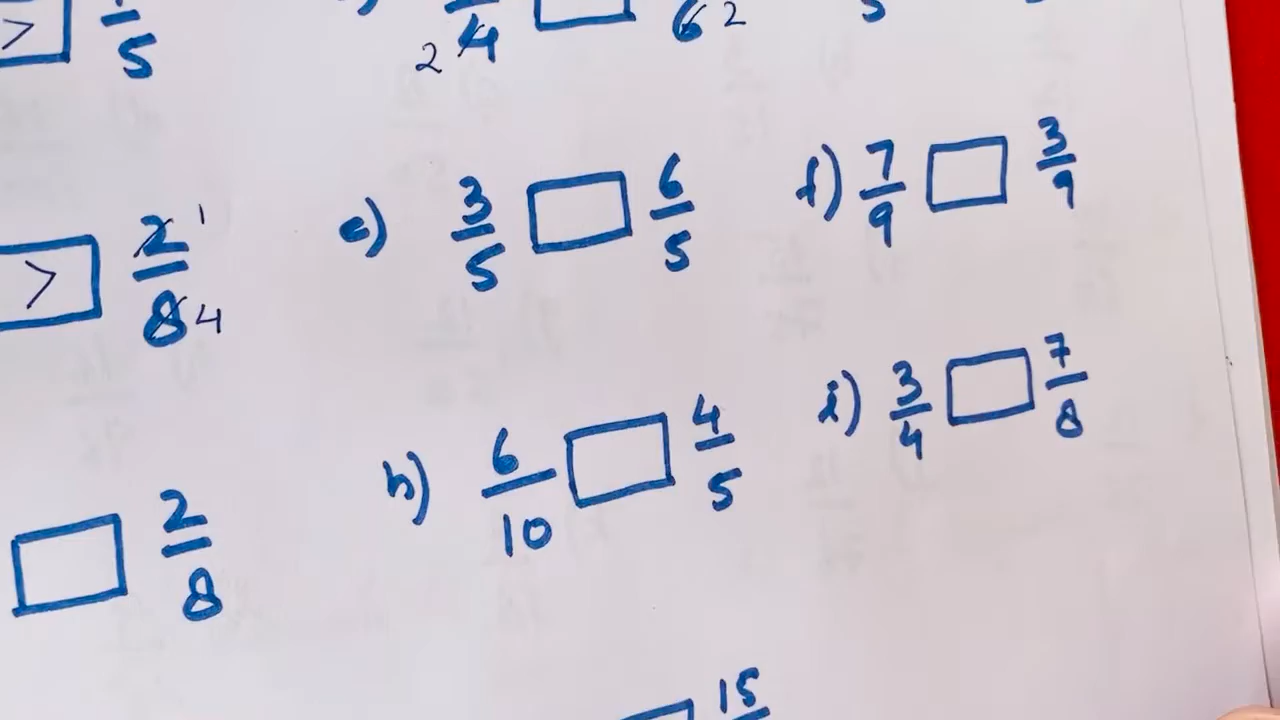 > 5
2 4 6 2 5
> 2 1 / 8 4
e) 3/5 □ 6/5
f) 7/9 □ 3/9
□ 2/8
h) 6/10 □ 4/5
i) 3/4 □ 7/8
15